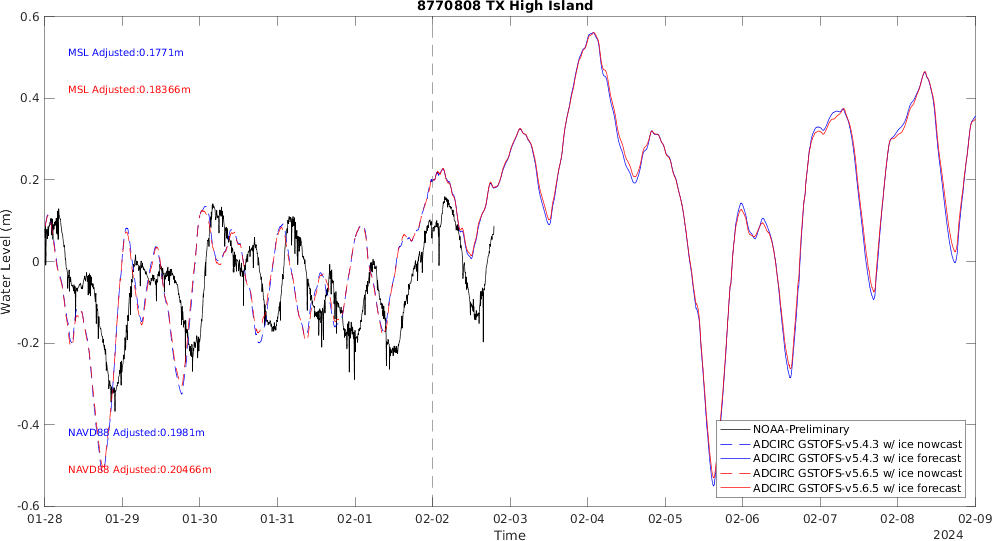 8770808 TX High Island
0.6
0.4
0.2
0
-0.2
-0.4
-0.6
Water Level (m)
MSL Adjusted:0.1771m
MSL Adjusted:0.18366m
NAVD88 Adjusted:0.1981m
NAVD88 Adjusted:0.20466m
NOAA-Preliminary
ADCIRC GSTOFS-v5.4.3 w/ ice nowcast
ADCIRC GSTOFS-v5.4.3 w/ ice forecast
ADCIRC GSTOFS-v5.6.5 w/ ice nowcast
ADCIRC GSTOFS-v5.6.5 w/ ice forecast
01-28 01-29 01-30 01-31 02-01 02-02 02-03 02-04 02-05 02-06 02-07 02-08 02-09
Time
2024